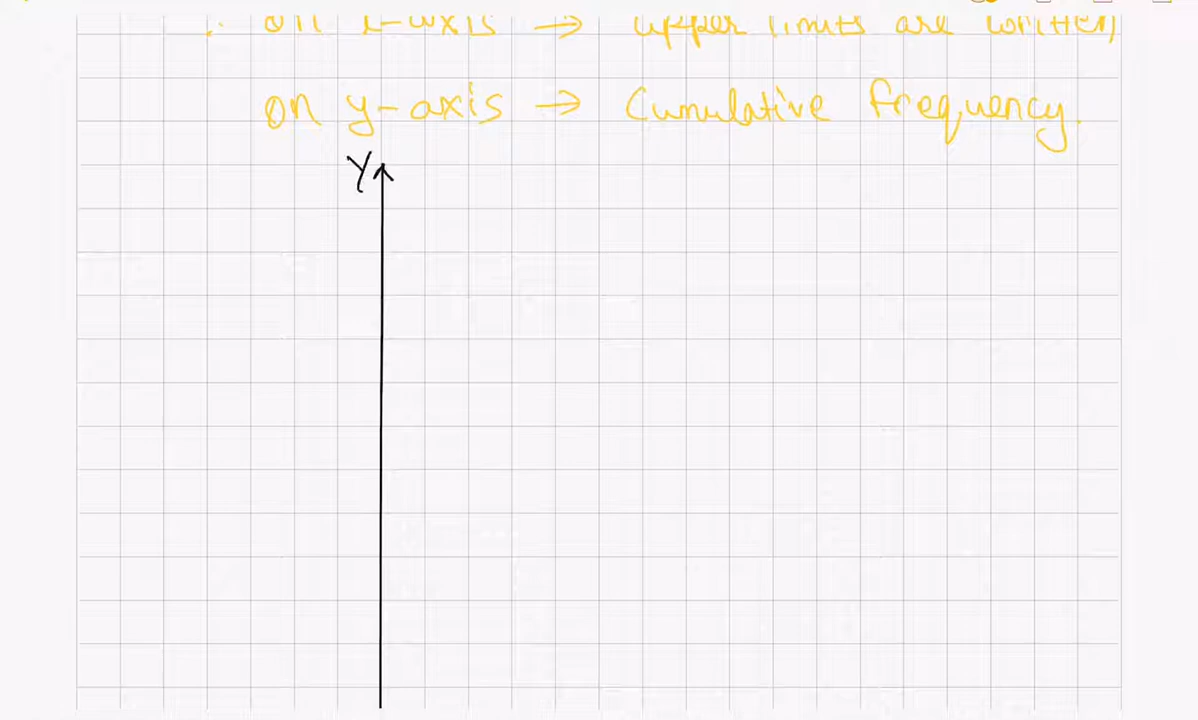 ∴ on x-axis → upper limits are written,
on y-axis → Cumulative frequency.
Y